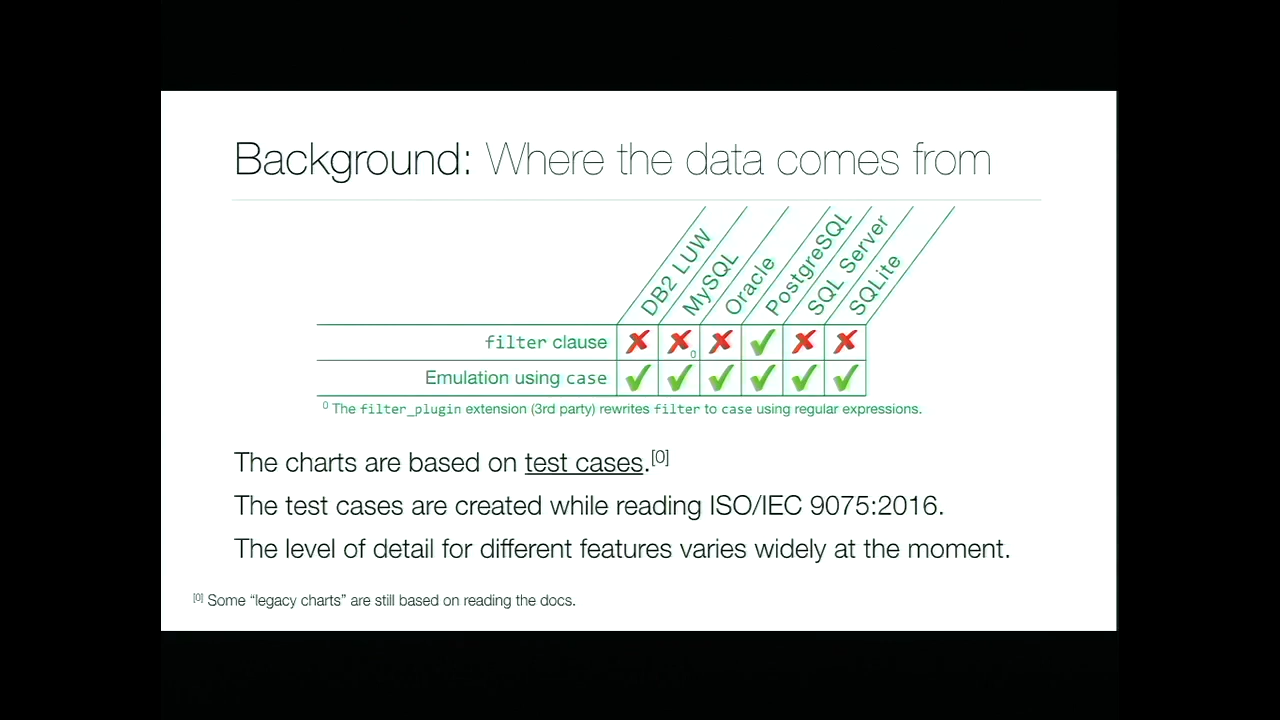 Background: Where the data comes from
DB2 LUW
MySQL
Oracle
PostgreSQL
SQL Server
SQLite
filter clause ✘ ✘0 ✘ ✔ ✘ ✘
Emulation using case ✔ ✔ ✔ ✔ ✔ ✔
0 The filter_plugin extension (3rd party) rewrites filter to case using regular expressions.
The charts are based on test cases.[0]
The test cases are created while reading ISO/IEC 9075:2016.
The level of detail for different features varies widely at the moment.
[0] Some “legacy charts” are still based on reading the docs.